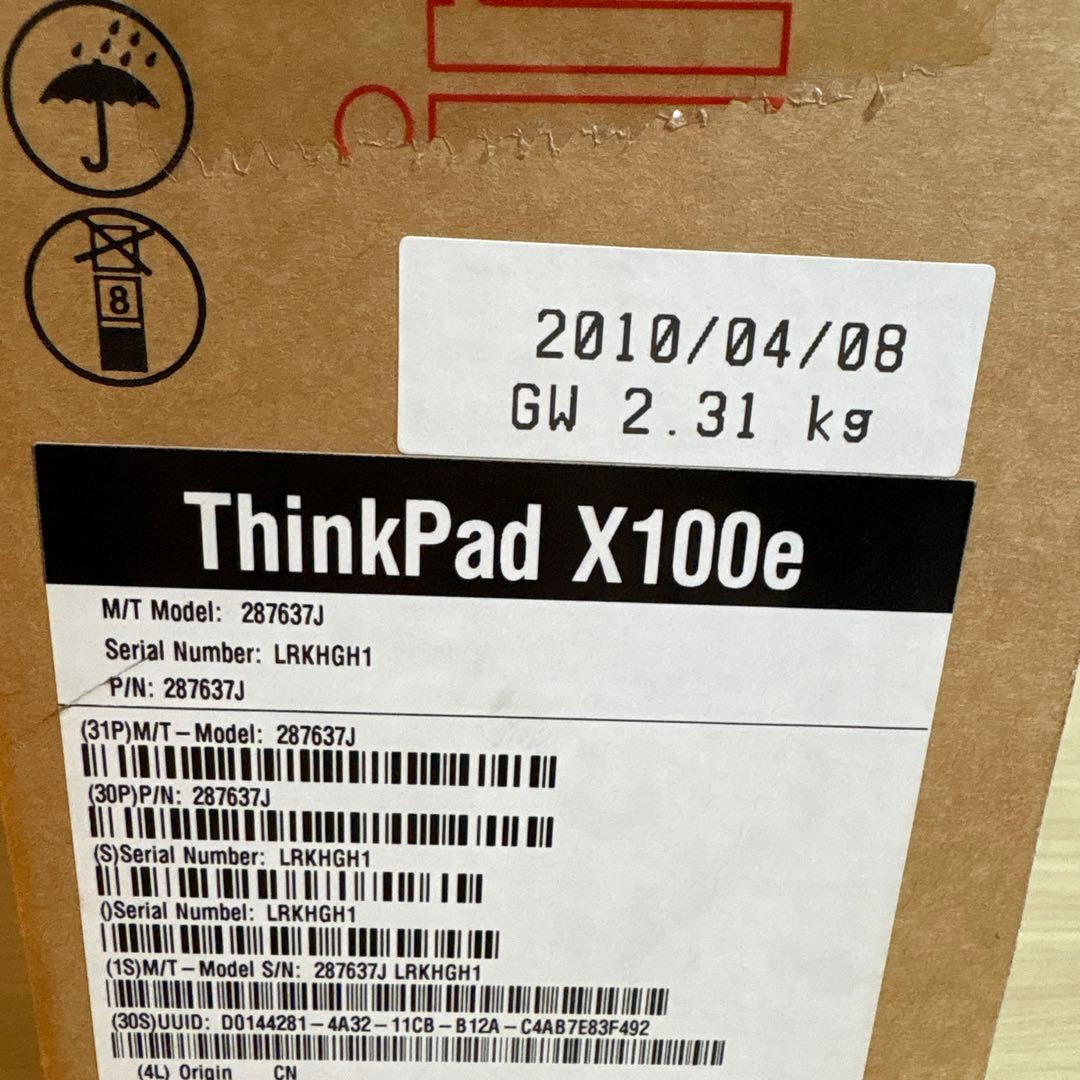 8
2010/04/08
GW 2.31 kg
ThinkPad X100e
M/T Model: 287637J
Serial Number: LRKHGH1
P/N: 287637J
(31P)M/T-Model: 287637J
(30P)P/N: 287637J
(S)Serial Number: LRKHGH1
()Serial Numbel: LRKHGH1
(1S)M/T-Model S/N: 287637J LRKHGH1
(30S)UUID: D0144281-4A32-11CB-B12A-C4AB7E83F492
(4L) Origin CN